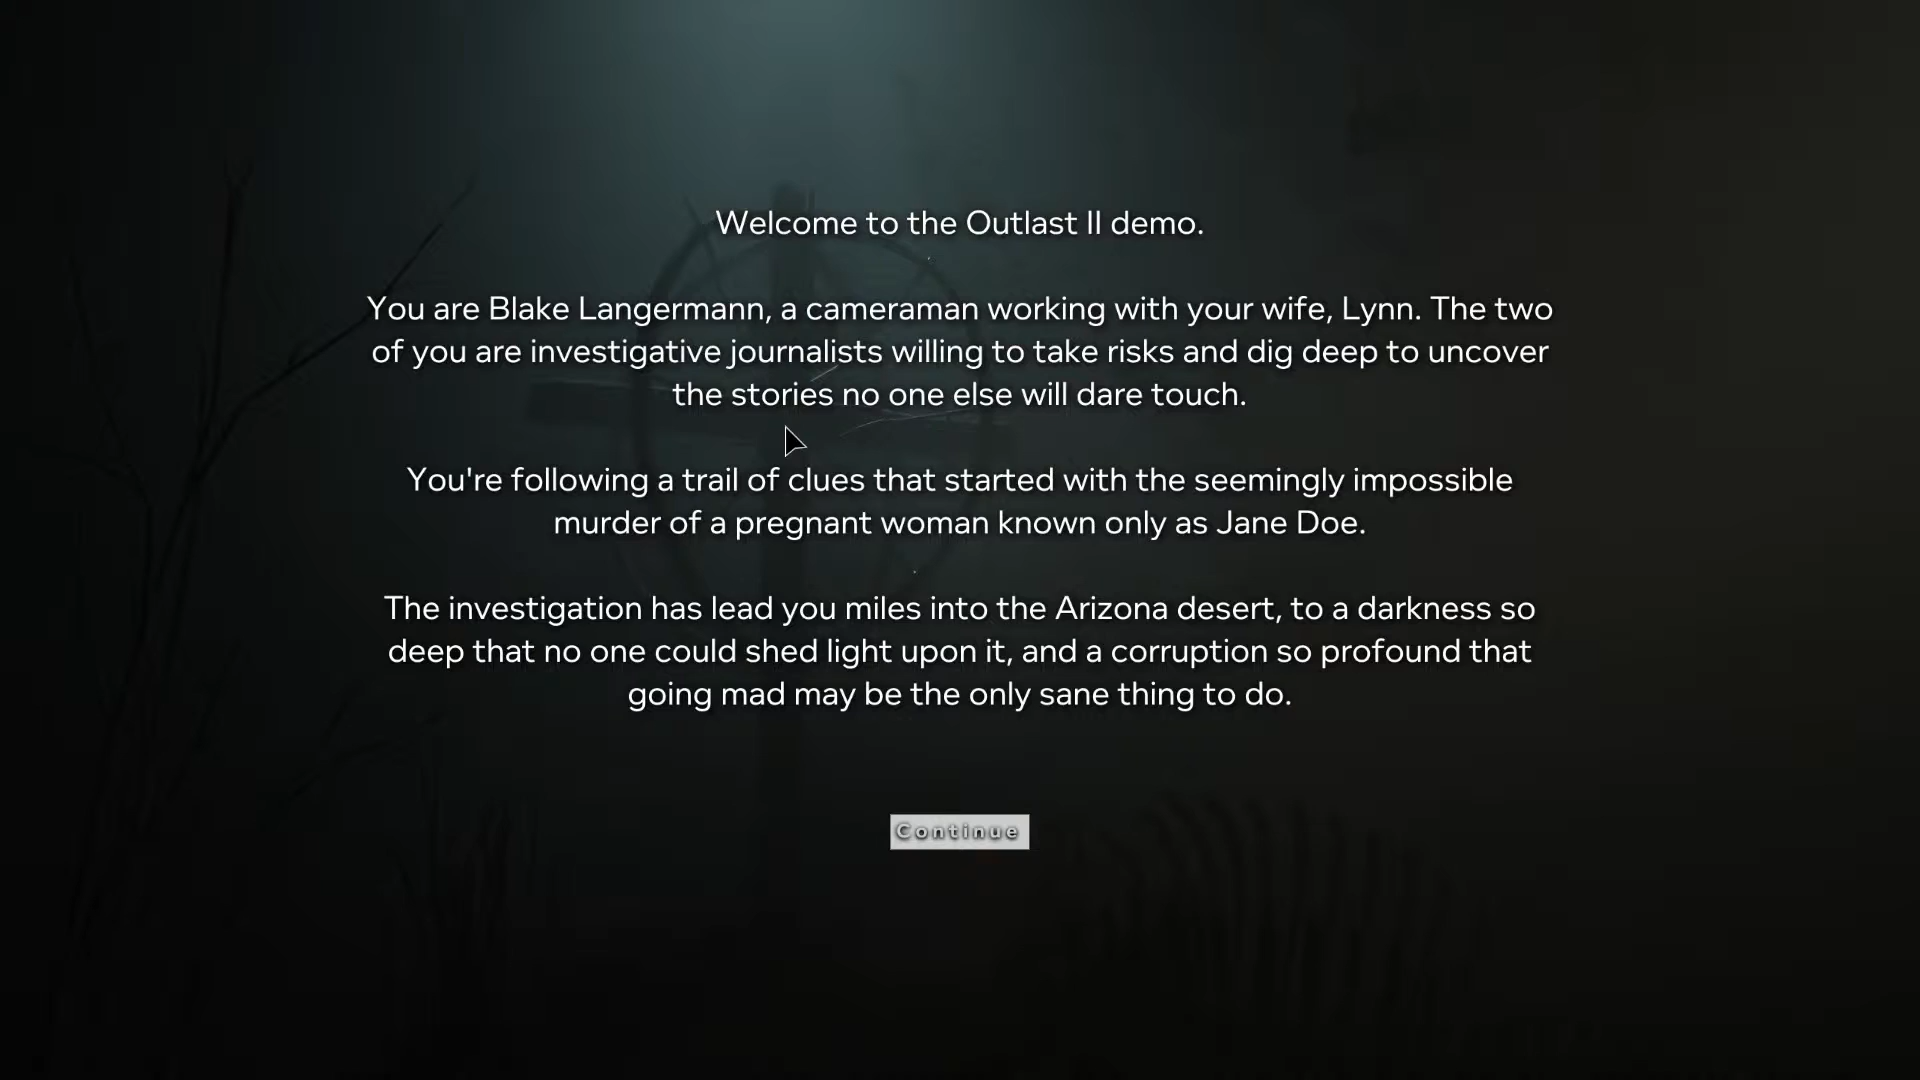 Welcome to the Outlast II demo.
You are Blake Langermann, a cameraman working with your wife, Lynn. The two
of you are investigative journalists willing to take risks and dig deep to uncover
the stories no one else will dare touch.
You're following a trail of clues that started with the seemingly impossible
murder of a pregnant woman known only as Jane Doe.
The investigation has lead you miles into the Arizona desert, to a darkness so
deep that no one could shed light upon it, and a corruption so profound that
going mad may be the only sane thing to do.
Continue